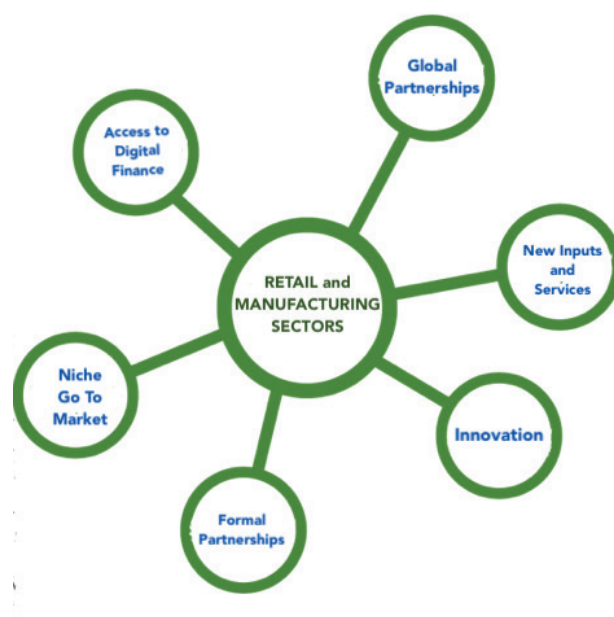 Global
Partnerships
Access to
Digital
Finance
New Inputs
and
Services
RETAIL and
MANUFACTURING
SECTORS
Niche
Go To
Market
Innovation
Formal
Partnerships